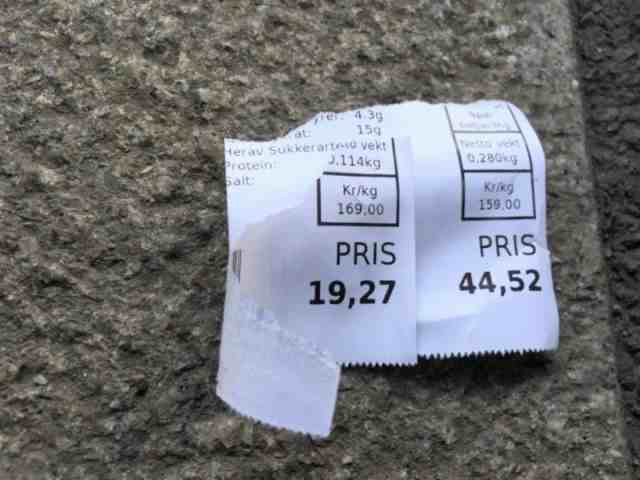 4.3g
15g
Herav Sukkerarter
vekt
Protein:
0.114kg
Salt:
Kr/kg
169,00
PRIS
19,27
Netto vekt
0,280kg
Kr/kg
159,00
PRIS
44,52